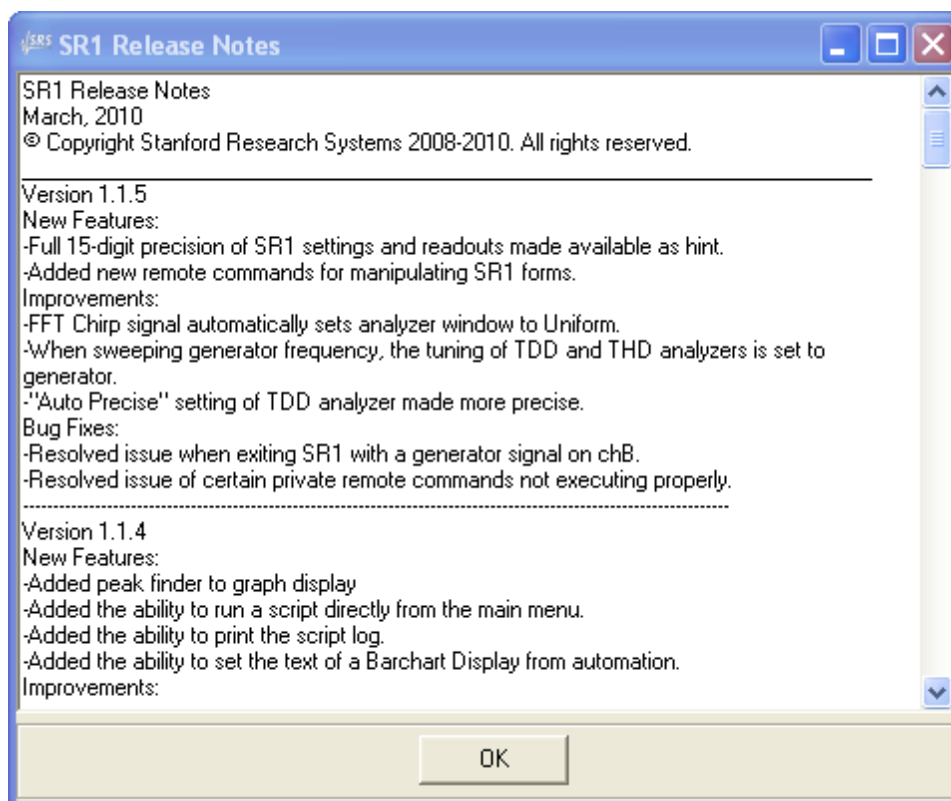 SRS SR1 Release Notes
SR1 Release Notes
March, 2010
© Copyright Stanford Research Systems 2008-2010. All rights reserved.
Version 1.1.5
New Features:
-Full 15-digit precision of SR1 settings and readouts made available as hint.
-Added new remote commands for manipulating SR1 forms.
Improvements:
-FFT Chirp signal automatically sets analyzer window to Uniform.
-When sweeping generator frequency, the tuning of TDD and THD analyzers is set to
generator.
-"Auto Precise" setting of TDD analyzer made more precise.
Bug Fixes:
-Resolved issue when exiting SR1 with a generator signal on chB.
-Resolved issue of certain private remote commands not executing properly.
Version 1.1.4
New Features:
-Added peak finder to graph display
-Added the ability to run a script directly from the main menu.
-Added the ability to print the script log.
-Added the ability to set the text of a Barchart Display from automation.
Improvements:
OK